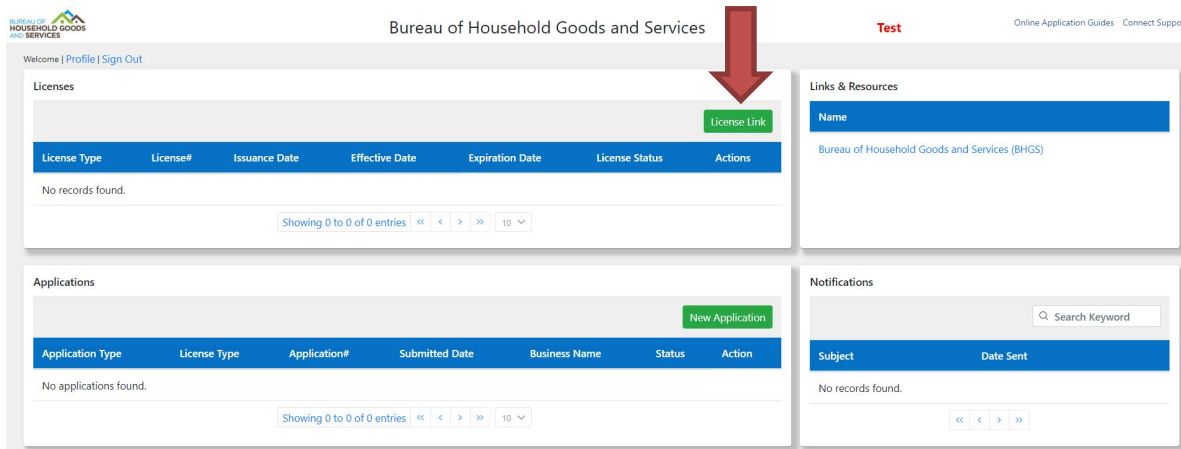 BUREAU OF
HOUSEHOLD GOODS
AND SERVICES
Bureau of Household Goods and Services
Test
Online Application Guides Connect Suppo
Welcome | Profile | Sign Out
Licenses
License Link
License Type License# Issuance Date Effective Date Expiration Date License Status Actions
No records found.
Showing 0 to 0 of 0 entries « < > » 10
Links & Resources
Name
Bureau of Household Goods and Services (BHGS)
Applications
New Application
Application Type License Type Application# Submitted Date Business Name Status Action
No applications found.
Showing 0 to 0 of 0 entries « < > » 10
Notifications
Search Keyword
Subject Date Sent
No records found.
« < > »